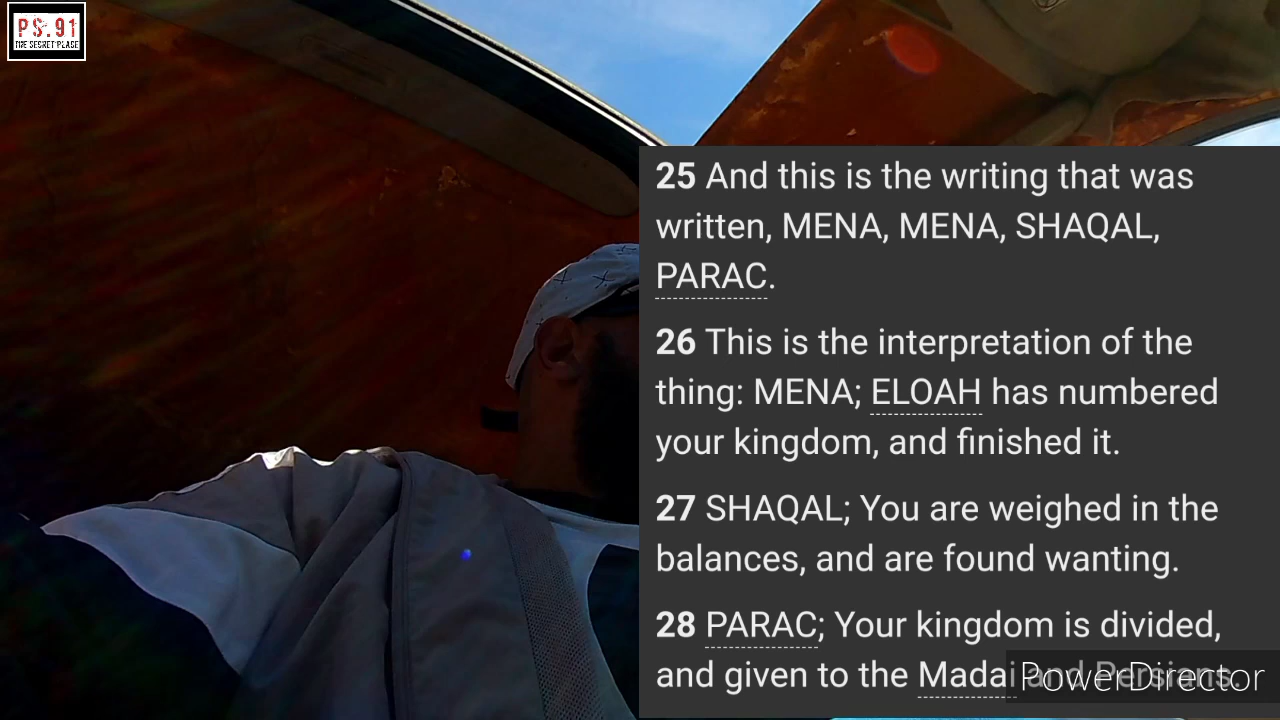 PS.91
THE SECRET PLACE
25 And this is the writing that was
written, MENA, MENA, SHAQAL,
PARAC.
26 This is the interpretation of the
thing: MENA; ELOAH has numbered
your kingdom, and finished it.
27 SHAQAL; You are weighed in the
balances, and are found wanting.
28 PARAC; Your kingdom is divided,
and given to the Madai and Persians.
PowerDirector